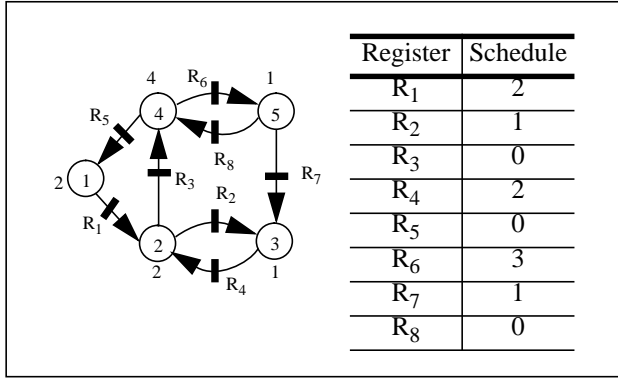 4
1
R6
4
5
R5
R8
2
1
R3
R7
R2
R1
2
3
2
R4
1
Register Schedule
R1 2
R2 1
R3 0
R4 2
R5 0
R6 3
R7 1
R8 0